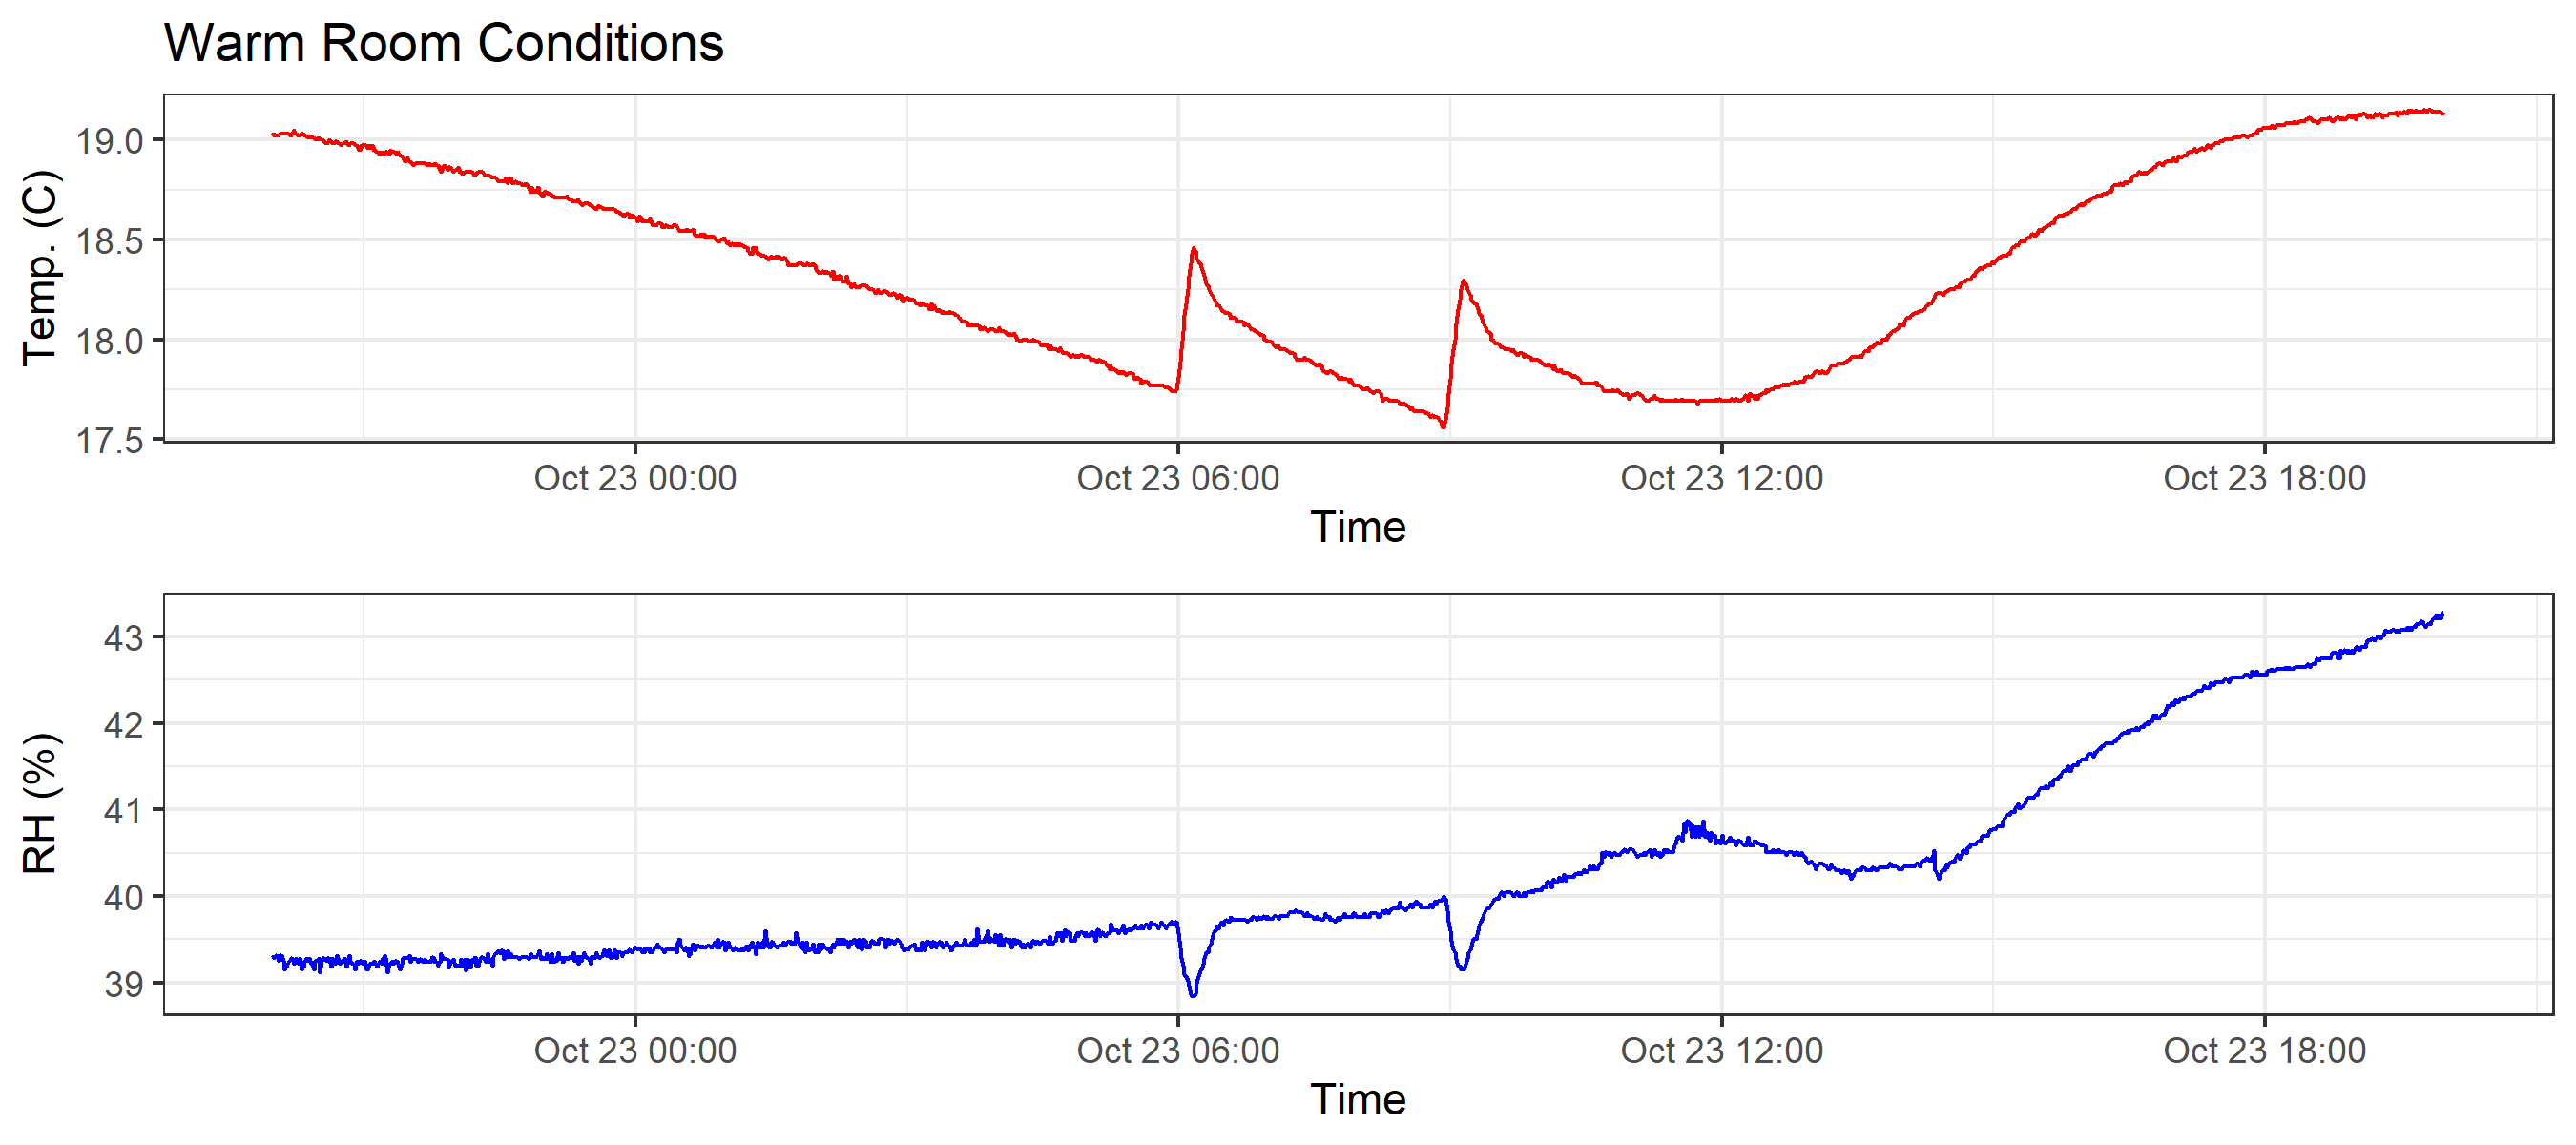 Warm Room Conditions
Temp. (C)
19.0
18.5
18.0
17.5
Oct 23 00:00 Oct 23 06:00 Oct 23 12:00 Oct 23 18:00
Time
RH (%)
43
42
41
40
39
Oct 23 00:00 Oct 23 06:00 Oct 23 12:00 Oct 23 18:00
Time